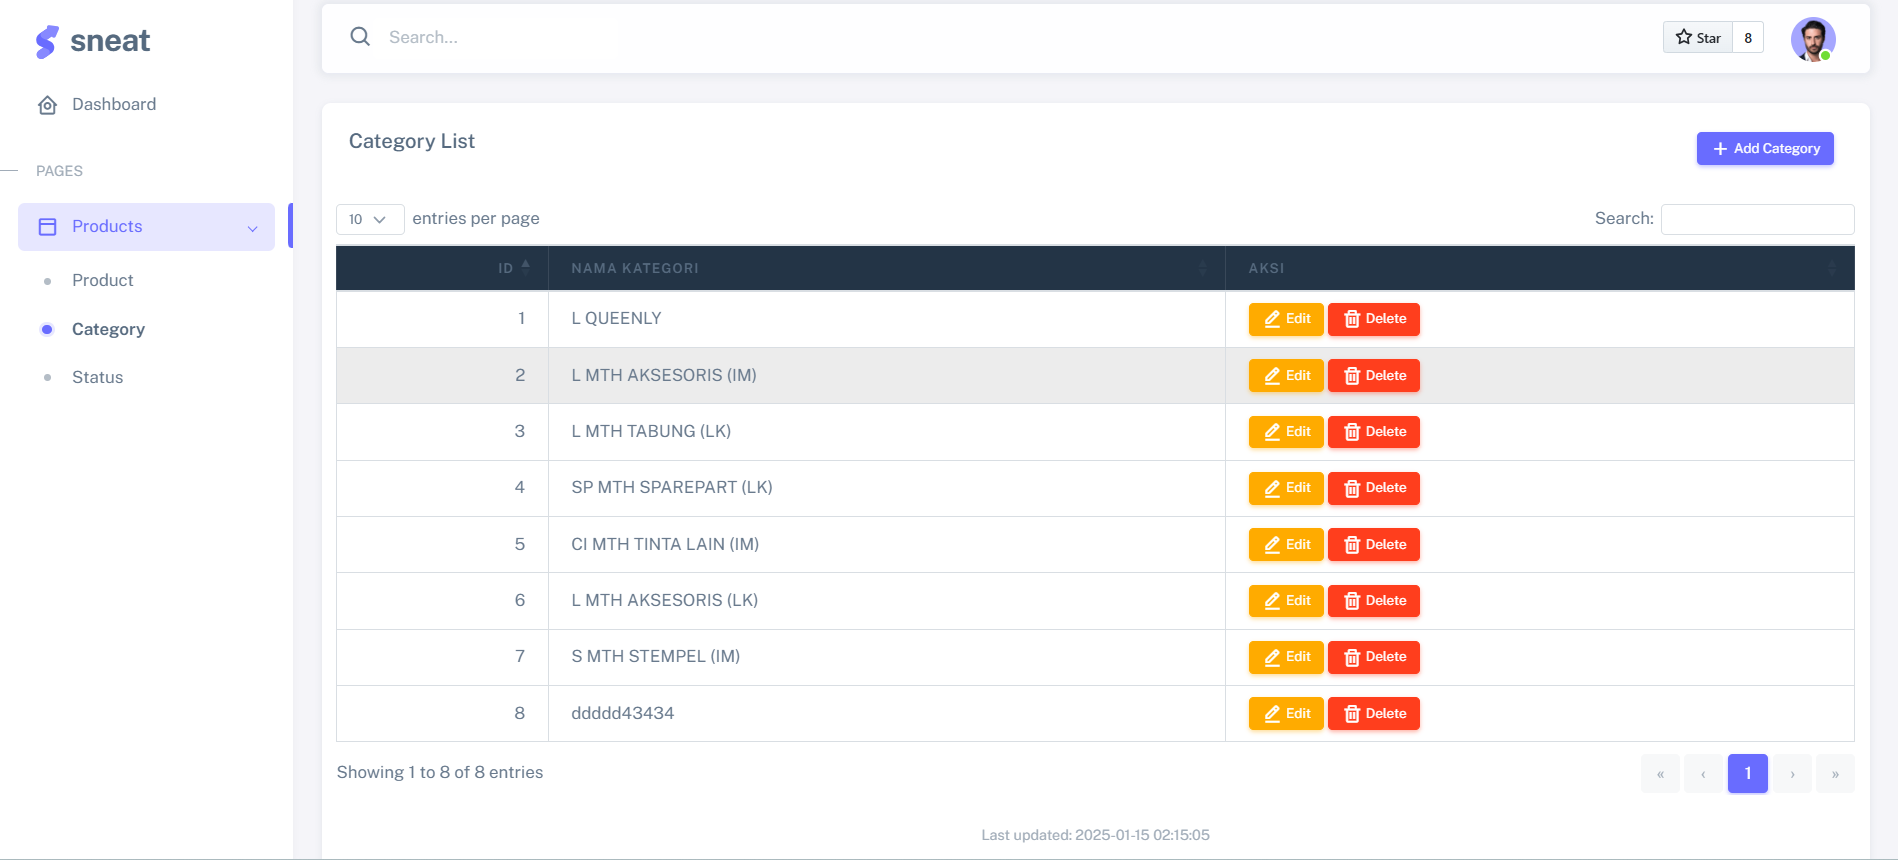 sneat
Search...
Star 8
Dashboard
PAGES
Products
Product
Category
Status
Category List
+ Add Category
10 entries per page
Search:
ID NAMA KATEGORI AKSI
1 L QUEENLY Edit Delete
2 L MTH AKSESORIS (IM) Edit Delete
3 L MTH TABUNG (LK) Edit Delete
4 SP MTH SPAREPART (LK) Edit Delete
5 CI MTH TINTA LAIN (IM) Edit Delete
6 L MTH AKSESORIS (LK) Edit Delete
7 S MTH STEMPEL (IM) Edit Delete
8 ddddd43434 Edit Delete
Showing 1 to 8 of 8 entries
« ‹ 1 › »
Last updated: 2025-01-15 02:15:05